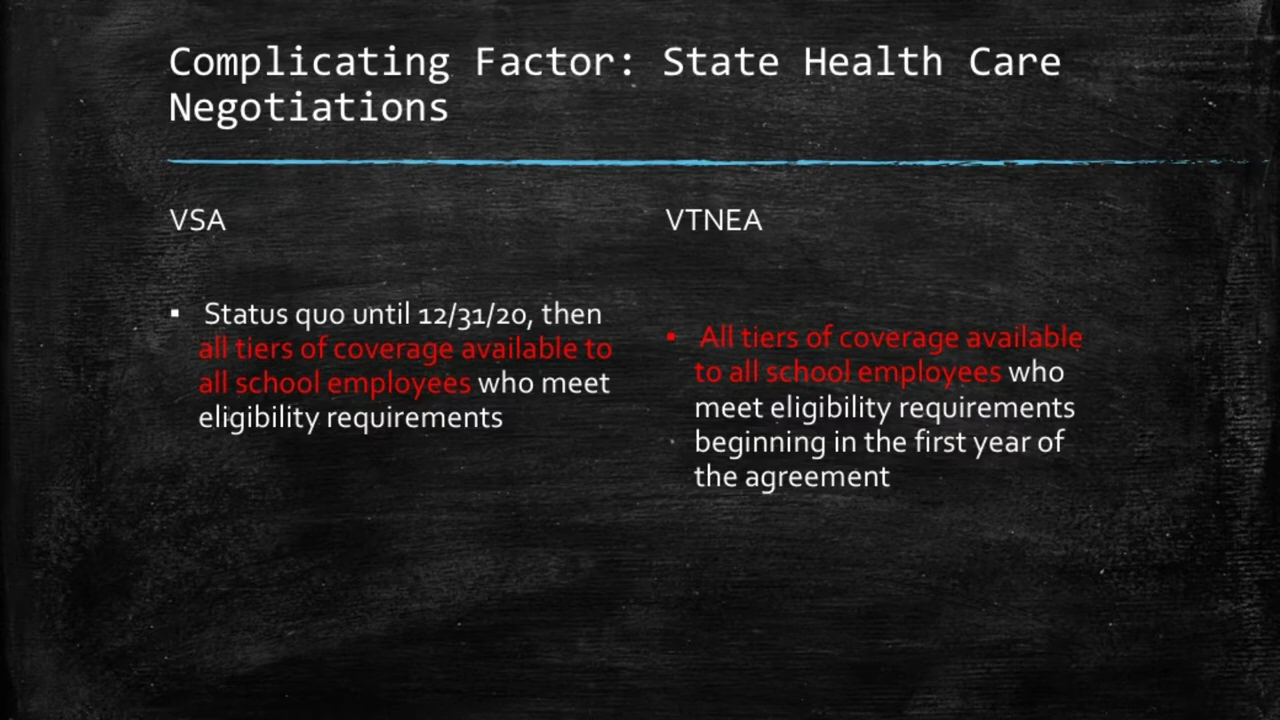 Complicating Factor: State Health Care
Negotiations
VSA
▪ Status quo until 12/31/20, then
all tiers of coverage available to
all school employees who meet
eligibility requirements
VTNEA
• All tiers of coverage available
to all school employees who
meet eligibility requirements
beginning in the first year of
the agreement